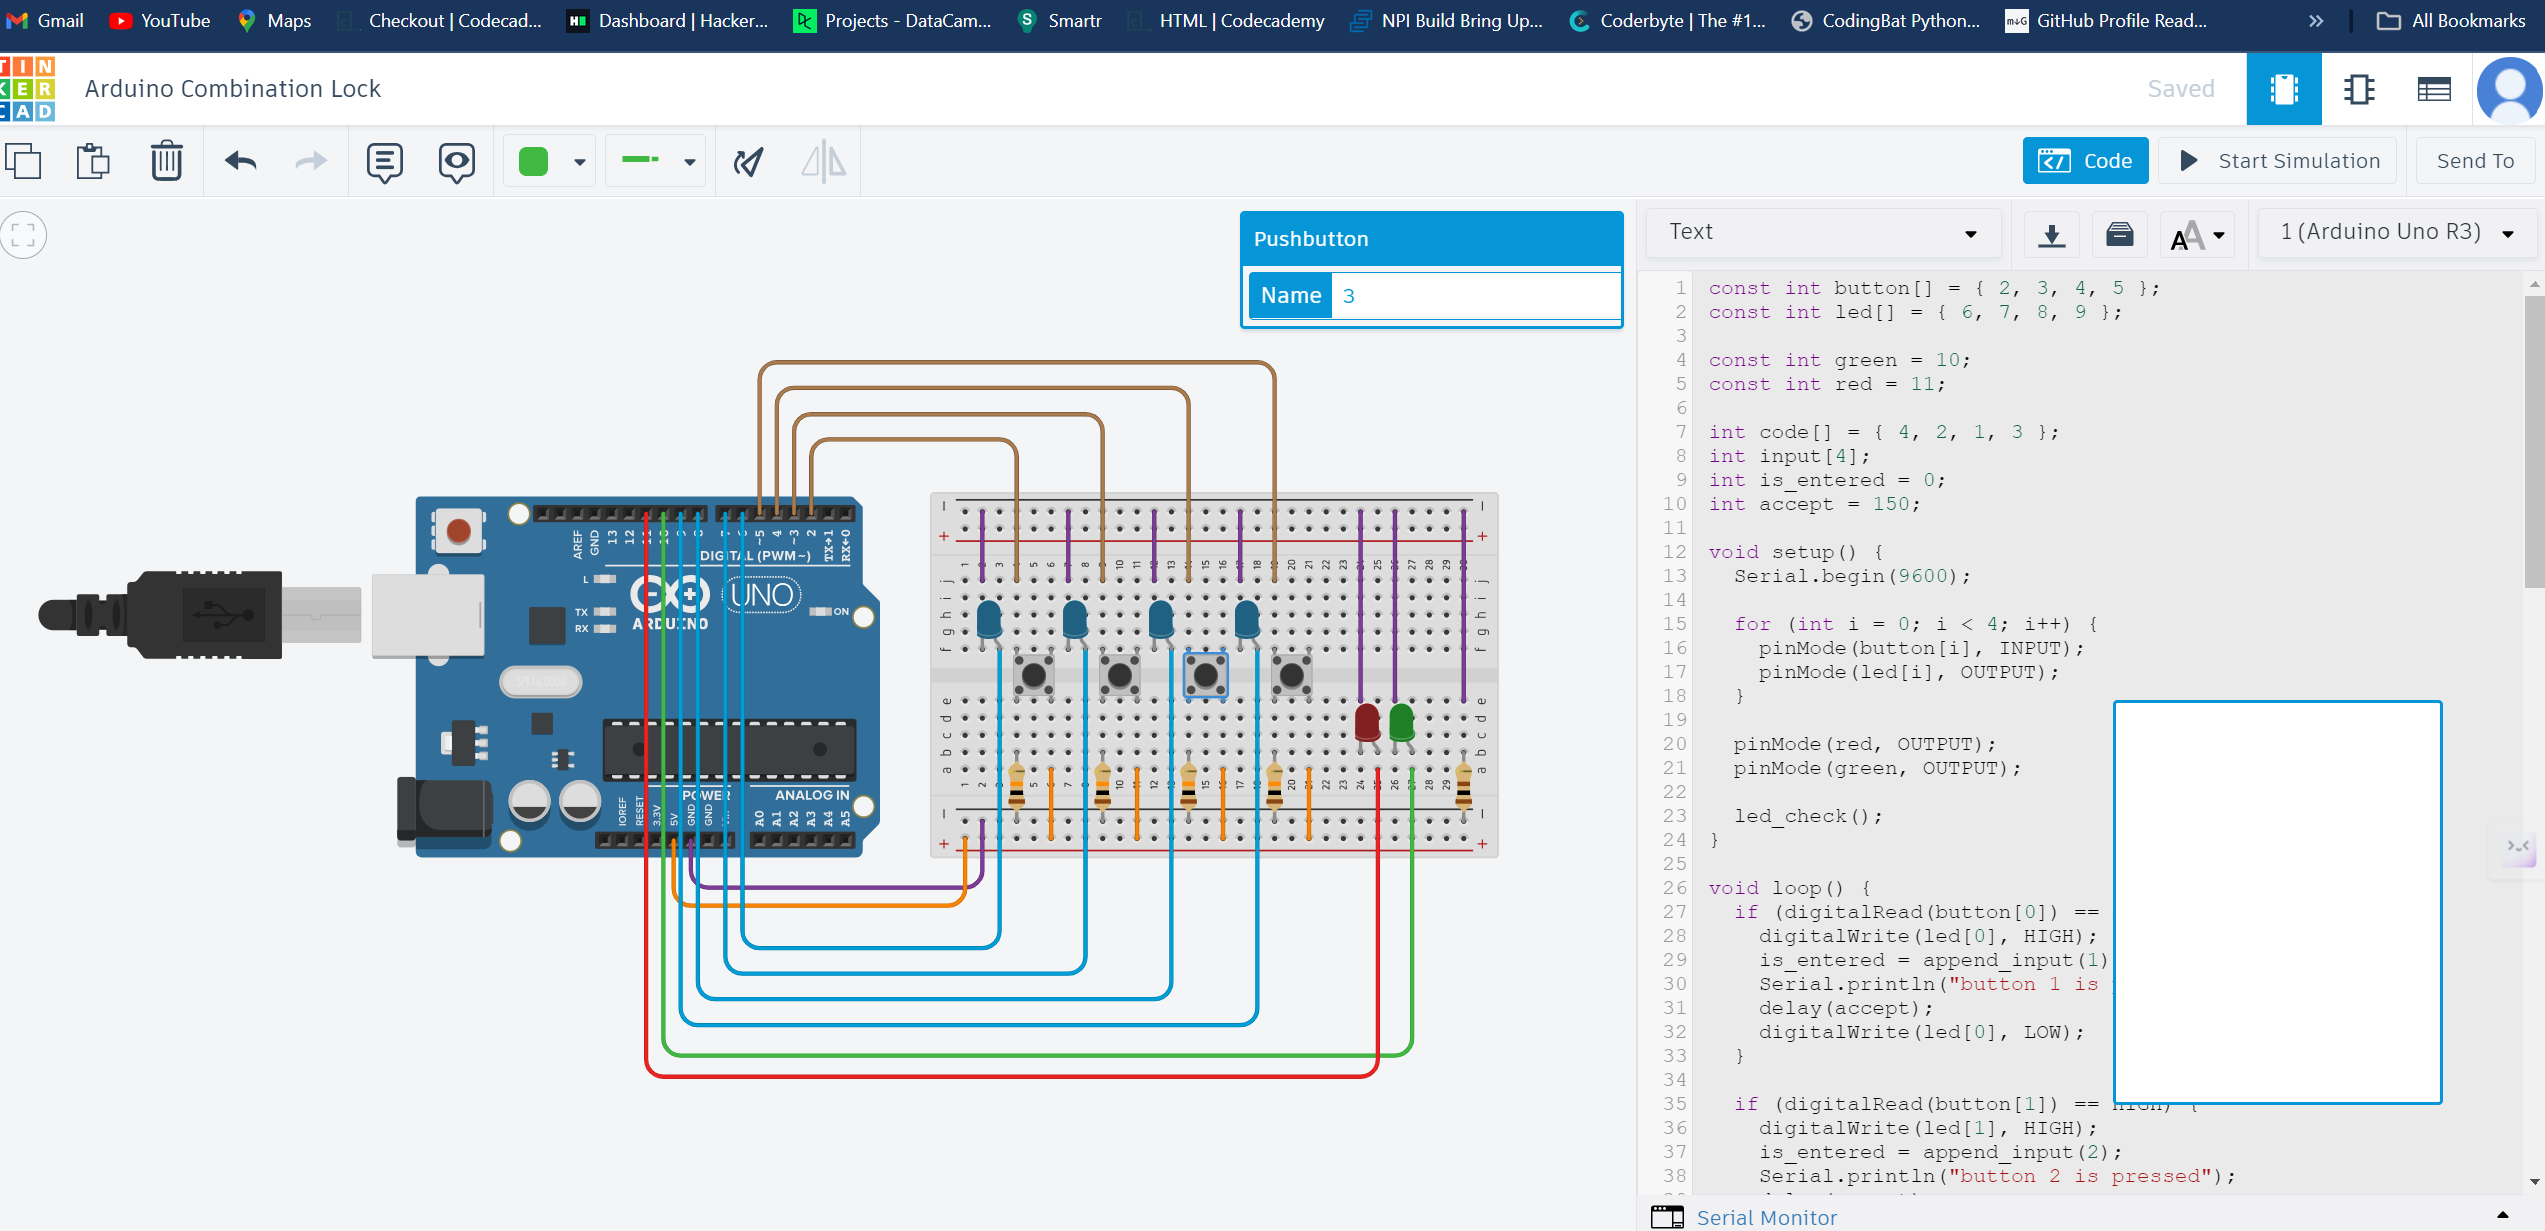 Gmail YouTube Maps Checkout | Codecad... Dashboard | Hacker... Projects - DataCam... Smartr HTML | Codecademy NPI Build Bring Up,... Coderbyte | The #1... CodingBat Python... GitHub Profile Read... >> All Bookmarks
TIN
KER
CAD
Arduino Combination Lock
Saved
Code
Start Simulation
Send To
Pushbutton
Name 3
Text
1 (Arduino Uno R3)
AREF
GND
13
12
~5
4
~3
2
TX→1
RX←0
DIGITAL (PWM~)
L
TX
RX
UNO
ON
ARDUINO
IOREF
RESET
3.3V
5V
GND
GND
POWER
ANALOG IN
A0
A1
A2
A3
A4
A5
1 const int button[] = { 2, 3, 4, 5 };
2 const int led[] = { 6, 7, 8, 9 };
3
4 const int green = 10;
5 const int red = 11;
6
7 int code[] = { 4, 2, 1, 3 };
8 int input[4];
9 int is_entered = 0;
10 int accept = 150;
11
12 void setup() {
13 Serial.begin(9600);
14
15 for (int i = 0; i < 4; i++) {
16 pinMode(button[i], INPUT);
17 pinMode(led[i], OUTPUT);
18 }
19
20 pinMode(red, OUTPUT);
21 pinMode(green, OUTPUT);
22
23 led_check();
24 }
25
26 void loop() {
27 if (digitalRead(button[0]) ==
28 digitalWrite(led[0], HIGH);
29 is_entered = append_input(1)
30 Serial.println("button 1 is
31 delay(accept);
32 digitalWrite(led[0], LOW);
33 }
34
35 if (digitalRead(button[1]) == HIGH) {
36 digitalWrite(led[1], HIGH);
37 is_entered = append_input(2);
38 Serial.println("button 2 is pressed");
Serial Monitor